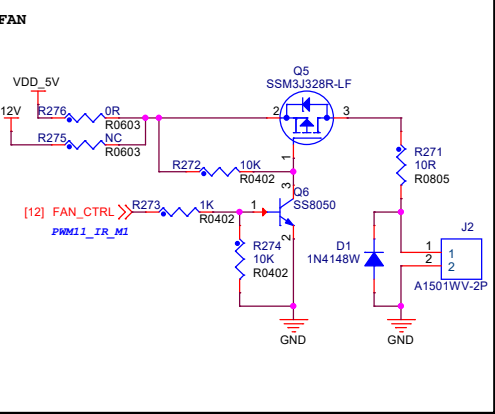 FAN
Q5
SSM3J328R-LF
VDD_5V
12V
R276 0R
R0603
R275 NC
R0603
2
3
1
R272 10K
R0402
R271
10R
R0805
3
Q6
SS8050
[12] FAN_CTRL R273 1K
R0402
1
PWM11_IR_M1
2
R274
10K
R0402
D1
1N4148W
J2
1 1
2 2
A1501WV-2P
GND
GND